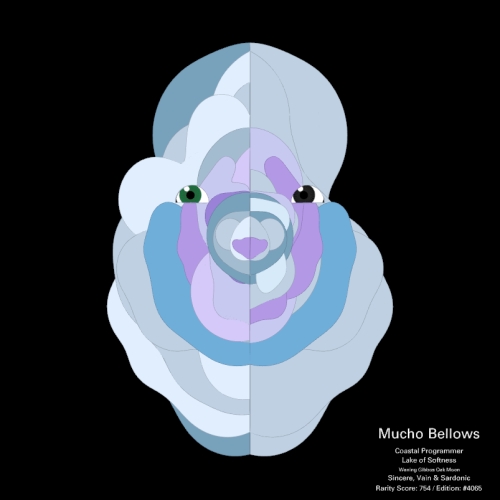 Mucho Bellows
Coastal Programmer
Lake of Softness
Waxing Gibbous Oak Moon
Sincere, Vain & Sardonic
Rarity Score: 754 / Edition: #4065